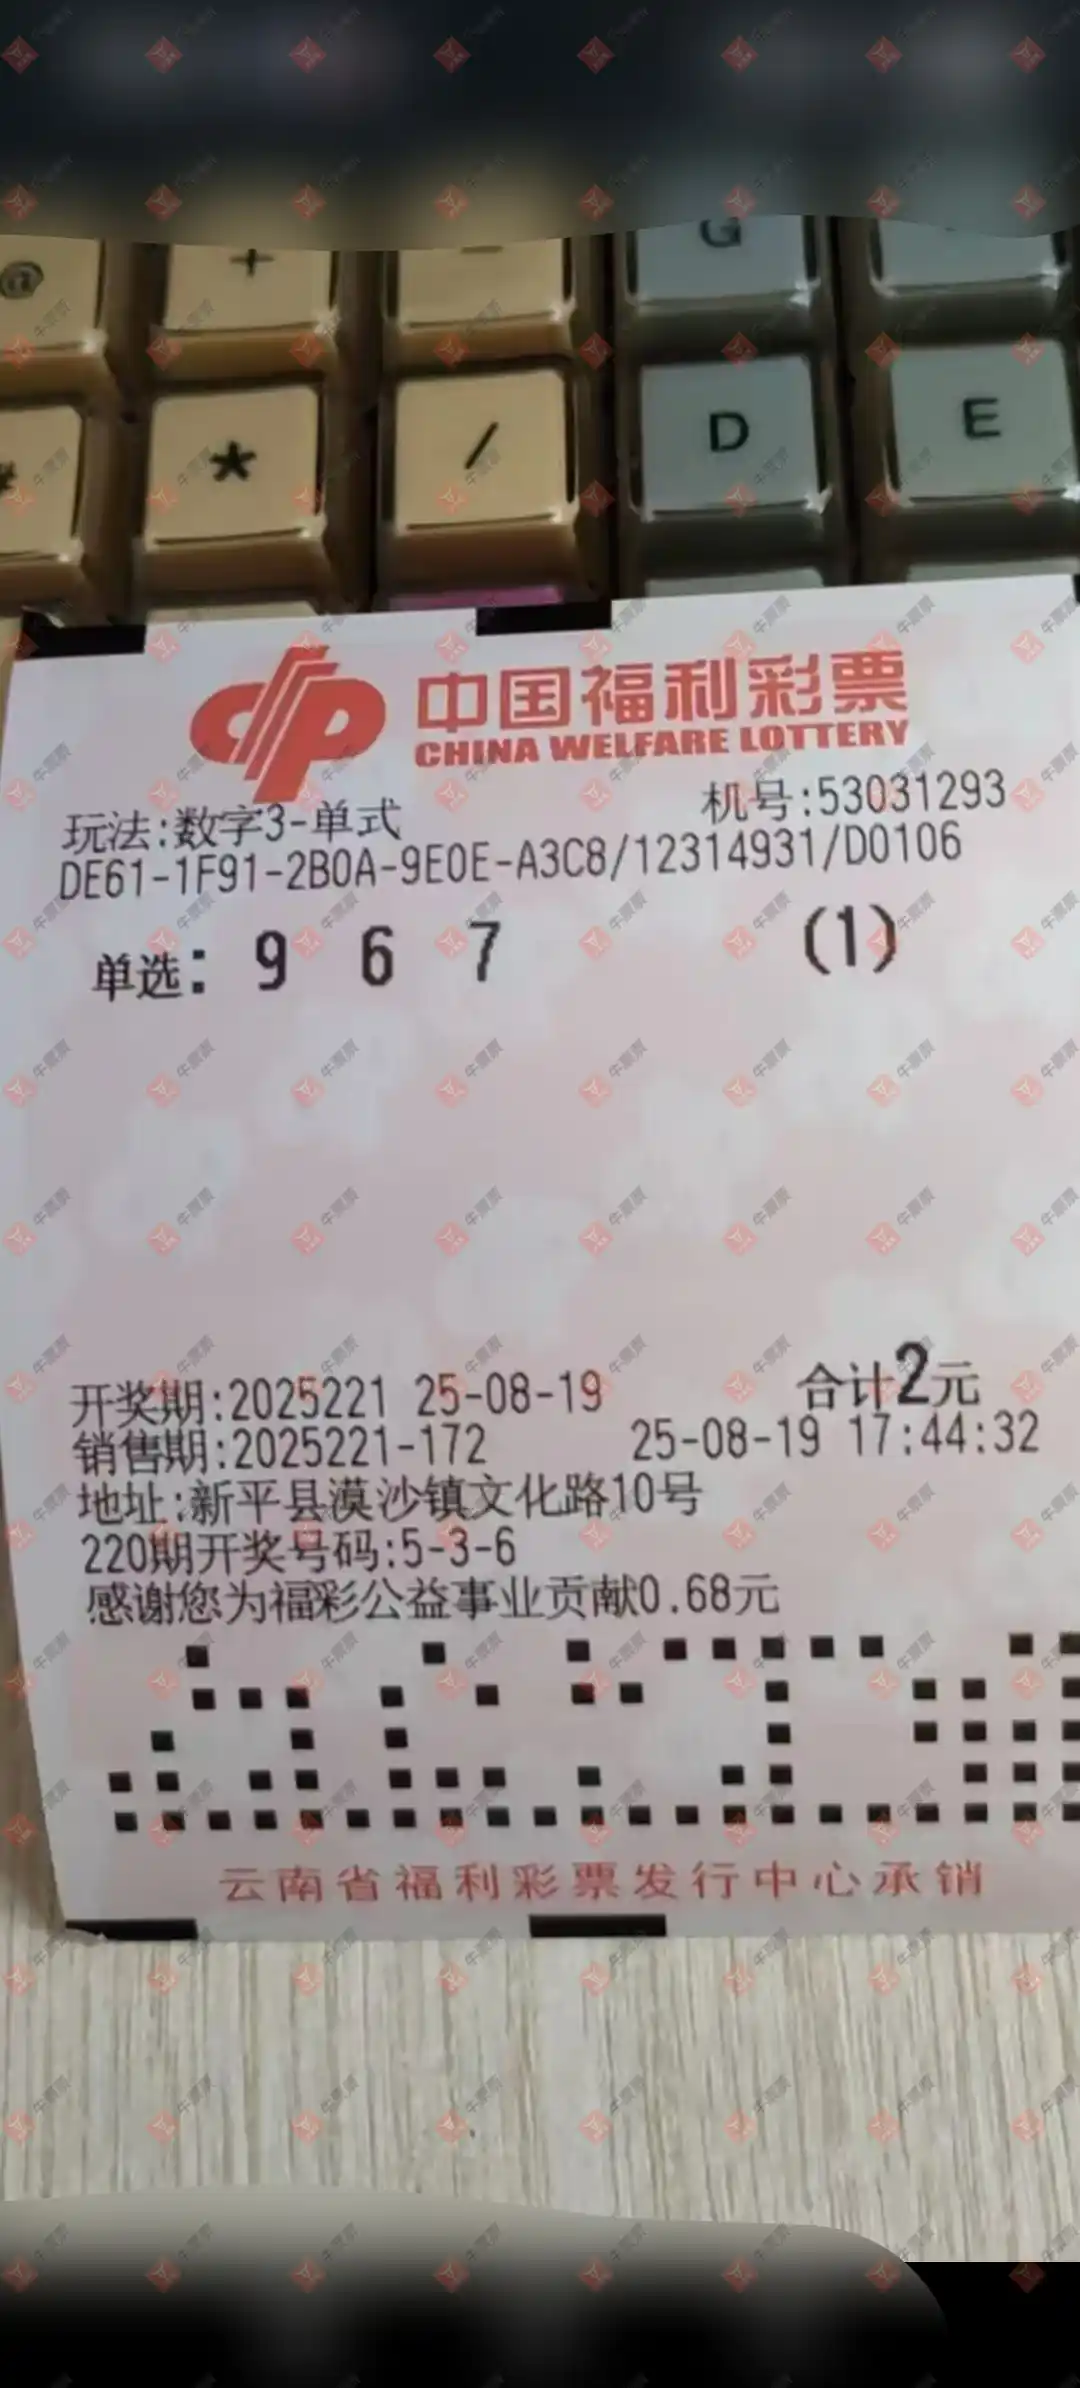 @ + - G
* / D E
中国福利彩票
CHINA WELFARE LOTTERY
玩法:数字3-单式
机号:53031293
DE61-1F91-2B0A-9E0E-A3C8/12314931/D0106
单选: 9 6 7 (1)
开奖期:2025221 25-08-19
合计2元
销售期:2025221-172 25-08-19 17:44:32
地址:新平县漠沙镇文化路10号
220期开奖号码:5-3-6
感谢您为福彩公益事业贡献0.68元
云南省福利彩票发行中心承销
牛票票